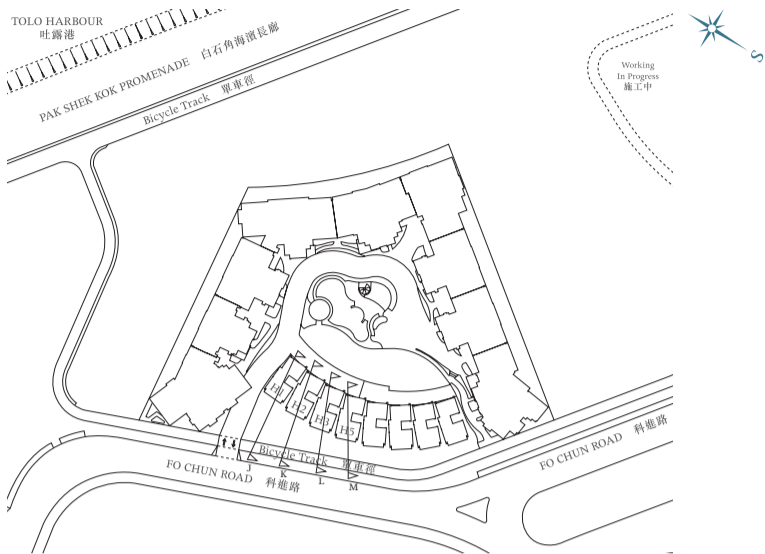 TOLO HARBOUR
吐露港
PAK SHEK KOK PROMENADE 白石角海濱長廊
Bicycle Track 單車徑
Working
In Progress
施工中
S
H1
H2
H3
H5
Bicycle Track 單車徑
J
K
L
M
FO CHUN ROAD 科進路
FO CHUN ROAD 科進路